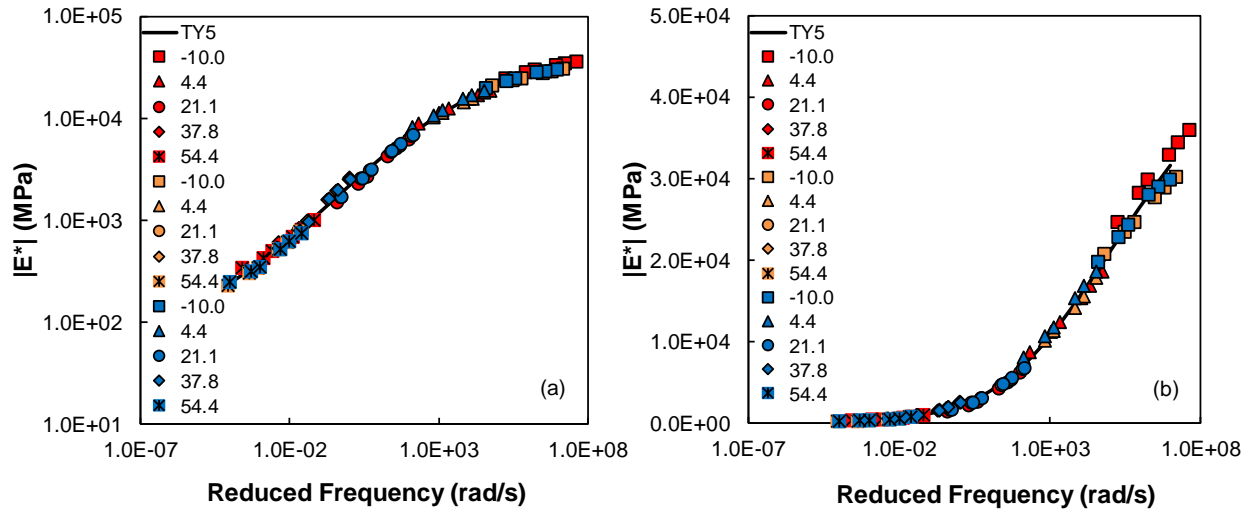 1.0E+05
1.0E+04
1.0E+03
1.0E+02
1.0E+01
|E*| (MPa)
TY5
-10.0
4.4
21.1
37.8
54.4
-10.0
4.4
21.1
37.8
54.4
-10.0
4.4
21.1
37.8
54.4
(a)
1.0E-07 1.0E-02 1.0E+03 1.0E+08
Reduced Frequency (rad/s)
5.0E+04
4.0E+04
3.0E+04
2.0E+04
1.0E+04
0.0E+00
|E*| (MPa)
TY5
-10.0
4.4
21.1
37.8
54.4
-10.0
4.4
21.1
37.8
54.4
-10.0
4.4
21.1
37.8
54.4
(b)
1.0E-07 1.0E-02 1.0E+03 1.0E+08
Reduced Frequency (rad/s)